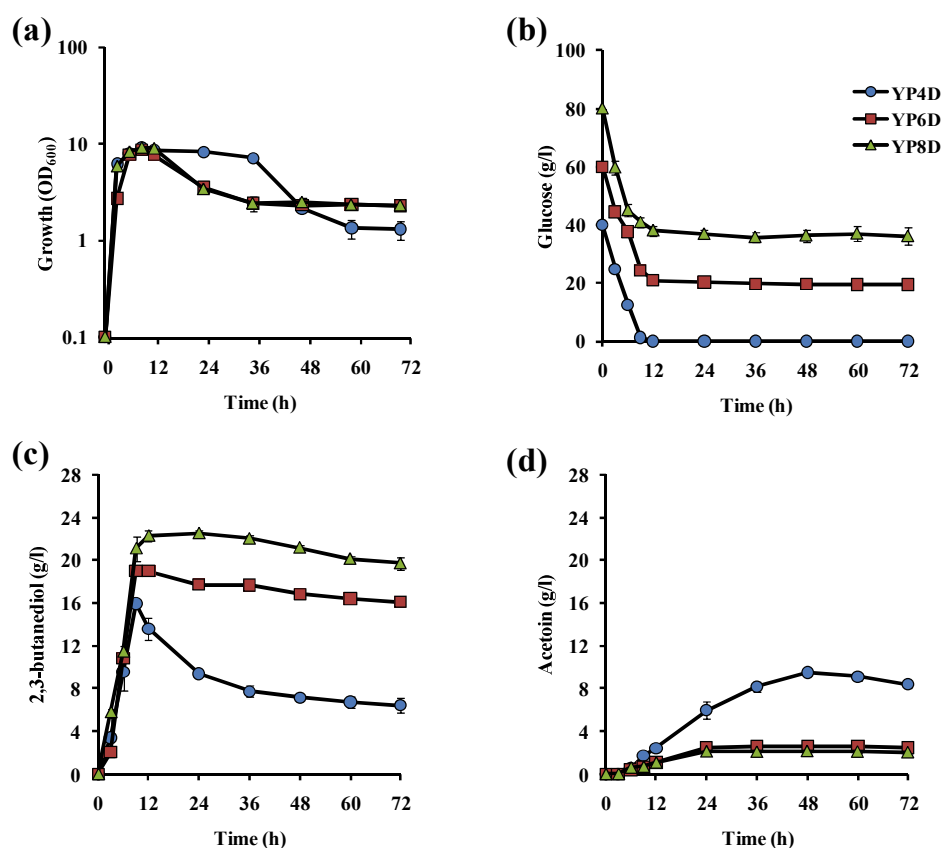 (a)
100
10
1
0.1
Growth (OD600)
0 12 24 36 48 60 72
Time (h)
(b)
100
80
60
40
20
0
Glucose (g/l)
YP4D
YP6D
YP8D
0 12 24 36 48 60 72
Time (h)
(c)
28
24
20
16
12
8
4
0
2,3-butanediol (g/l)
0 12 24 36 48 60 72
Time (h)
(d)
28
24
20
16
12
8
4
0
Acetoin (g/l)
0 12 24 36 48 60 72
Time (h)